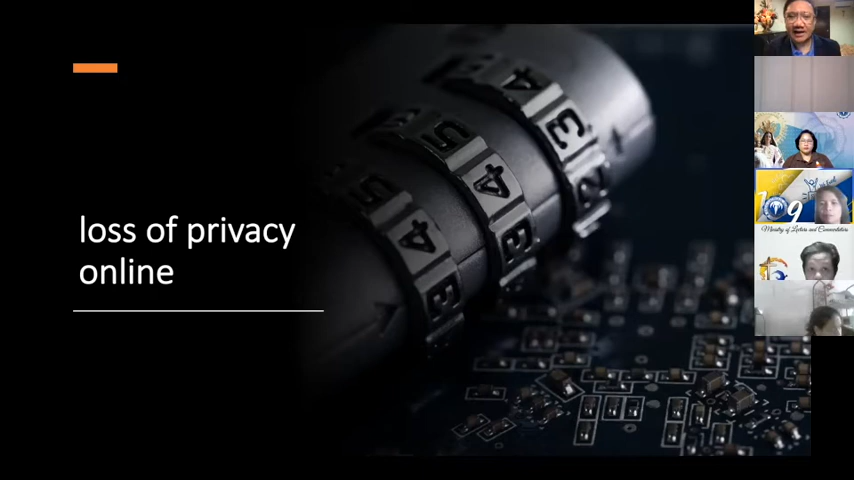 loss of privacy
online
Ministry of Lectors and Commentators